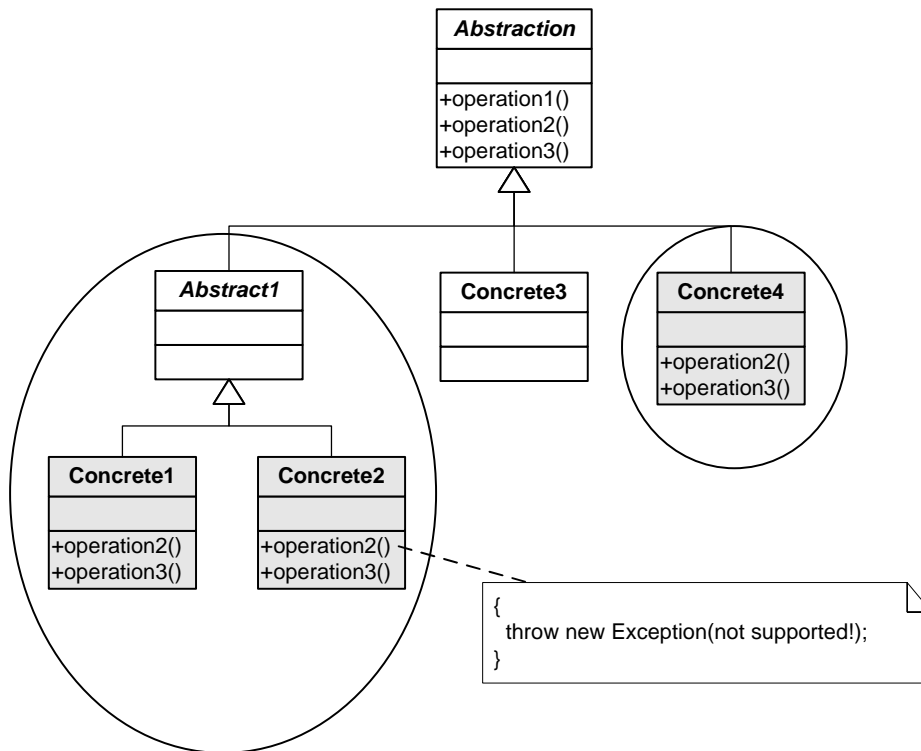 Abstraction
+operation1()
+operation2()
+operation3()
Abstract1
Concrete3
Concrete4
+operation2()
+operation3()
Concrete1
+operation2()
+operation3()
Concrete2
+operation2()
+operation3()
{
throw new Exception(not supported!);
}